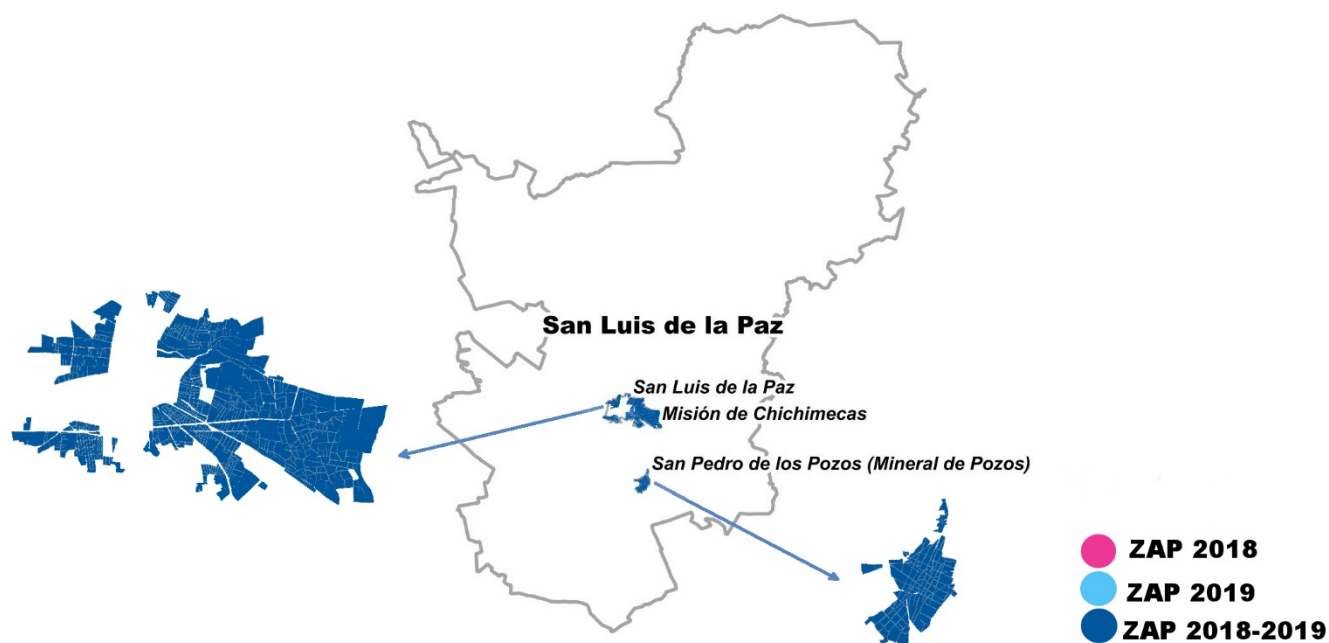 San Luis de la Paz
San Luis de la Paz
Misión de Chichimecas
San Pedro de los Pozos (Mineral de Pozos)
ZAP 2018
ZAP 2019
ZAP 2018-2019